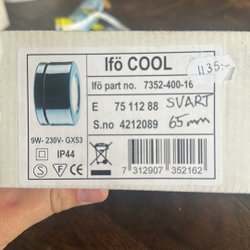 Ifö COOL
1135:-
Ifö part no. 7352-400-16
E 75 112 88 SVART
S.no 4212089 65mm
9W- 230V- GX53
IP44
S F CE
7 312907 352162